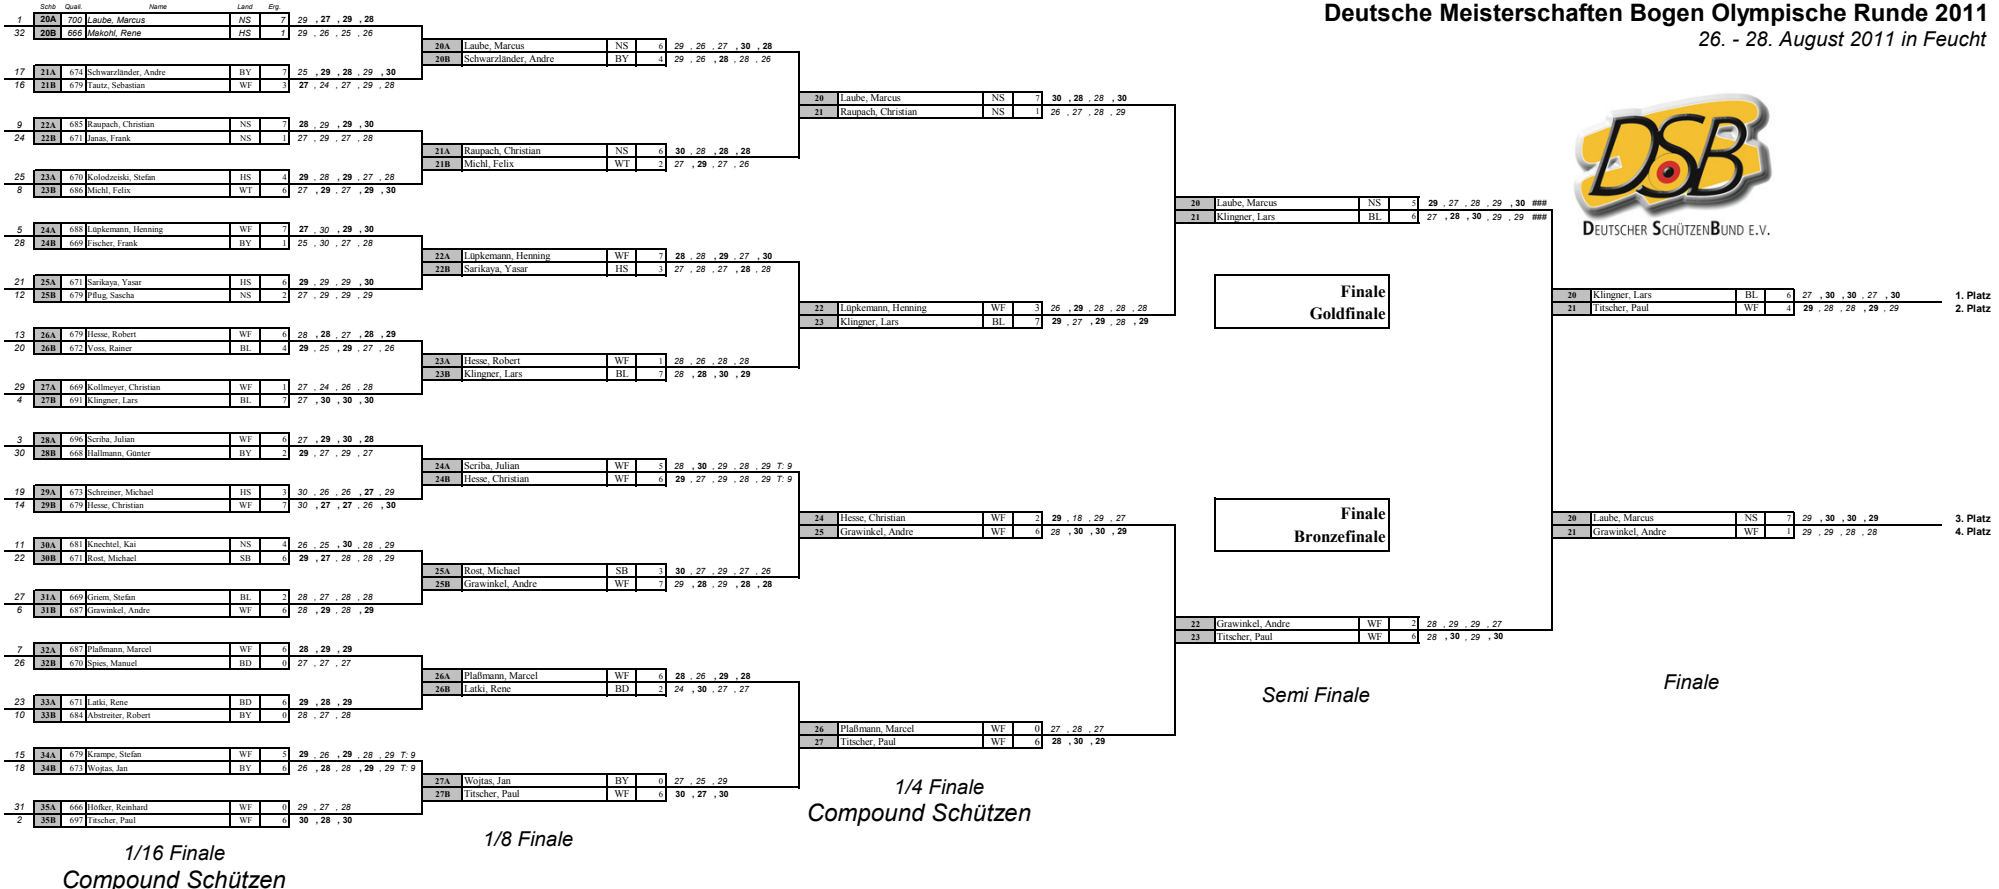 Deutsche Meisterschaften Bogen Olympische Runde 2011
26. - 28. August 2011 in Feucht
DSB
DEUTSCHER SCHÜTZENBUND E.V.
Schb Quali. Name Land Erg.
1 20A 700 Laube, Marcus NS 7 29 , 27 , 29 , 28
32 20B 666 Makohl, Rene HS 1 29 , 26 , 25 , 26
17 21A 674 Schwarzländer, Andre BY 7 25 , 29 , 28 , 29 , 30
16 21B 679 Tautz, Sebastian WF 3 27 , 24 , 27 , 29 , 28
9 22A 685 Raupach, Christian NS 7 28 , 29 , 29 , 30
24 22B 671 Janas, Frank NS 1 27 , 29 , 27 , 28
25 23A 670 Kolodzeiski, Stefan HS 4 29 , 28 , 29 , 27 , 28
8 23B 686 Michl, Felix WT 6 27 , 29 , 27 , 29 , 30
5 24A 688 Lüpkemann, Henning WF 7 27 , 30 , 29 , 30
28 24B 669 Fischer, Frank BY 1 25 , 30 , 27 , 28
21 25A 671 Sarikaya, Yasar HS 6 29 , 29 , 29 , 30
12 25B 679 Pflug, Sascha NS 2 27 , 29 , 29 , 29
13 26A 679 Hesse, Robert WF 6 28 , 28 , 27 , 28 , 29
20 26B 672 Voss, Rainer BL 4 29 , 25 , 29 , 27 , 26
29 27A 669 Kollmeyer, Christian WF 1 27 , 24 , 26 , 28
4 27B 691 Klingner, Lars BL 7 27 , 30 , 30 , 30
3 28A 696 Scriba, Julian WF 6 27 , 29 , 30 , 28
30 28B 668 Hallmann, Günter BY 2 29 , 27 , 29 , 27
19 29A 673 Schreiner, Michael HS 3 30 , 26 , 26 , 27 , 29
14 29B 679 Hesse, Christian WF 7 30 , 27 , 27 , 26 , 30
11 30A 681 Knechtel, Kai NS 4 26 , 25 , 30 , 28 , 29
22 30B 671 Rost, Michael SB 6 29 , 27 , 28 , 28 , 29
27 31A 669 Griem, Stefan BL 2 28 , 27 , 28 , 28
6 31B 687 Grawinkel, Andre WF 6 28 , 29 , 28 , 29
7 32A 687 Plaßmann, Marcel WF 6 28 , 29 , 29
26 32B 670 Spies, Manuel BD 0 27 , 27 , 27
23 33A 671 Latki, Rene BD 6 29 , 28 , 29
10 33B 684 Abstreiter, Robert BY 0 28 , 27 , 28
15 34A 679 Krampe, Stefan WF 5 29 , 26 , 29 , 28 , 29 T: 9
18 34B 673 Wojtas, Jan BY 6 26 , 28 , 28 , 29 , 29 T: 9
31 35A 666 Höfker, Reinhard WF 0 29 , 27 , 28
2 35B 697 Titscher, Paul WF 6 30 , 28 , 30
1/16 Finale
Compound Schützen
20A Laube, Marcus NS 6 29 , 26 , 27 , 30 , 28
20B Schwarzländer, Andre BY 4 29 , 26 , 28 , 28 , 26
21A Raupach, Christian NS 6 30 , 28 , 28 , 28
21B Michl, Felix WT 2 27 , 29 , 27 , 26
22A Lüpkemann, Henning WF 7 28 , 28 , 29 , 27 , 30
22B Sarikaya, Yasar HS 3 27 , 28 , 27 , 28 , 28
23A Hesse, Robert WF 1 28 , 26 , 28 , 28
23B Klingner, Lars BL 7 28 , 28 , 30 , 29
24A Scriba, Julian WF 5 28 , 30 , 29 , 28 , 29 T: 9
24B Hesse, Christian WF 6 29 , 27 , 29 , 28 , 29 T: 9
25A Rost, Michael SB 3 30 , 27 , 29 , 27 , 26
25B Grawinkel, Andre WF 7 29 , 28 , 29 , 28 , 28
26A Plaßmann, Marcel WF 6 28 , 26 , 29 , 28
26B Latki, Rene BD 2 24 , 30 , 27 , 27
27A Wojtas, Jan BY 0 27 , 25 , 29
27B Titscher, Paul WF 6 30 , 27 , 30
1/8 Finale
20 Laube, Marcus NS 7 30 , 28 , 28 , 30
21 Raupach, Christian NS 1 26 , 27 , 28 , 29
22 Lüpkemann, Henning WF 3 26 , 29 , 28 , 28 , 28
23 Klingner, Lars BL 7 29 , 27 , 29 , 28 , 29
24 Hesse, Christian WF 2 29 , 18 , 29 , 27
25 Grawinkel, Andre WF 6 28 , 30 , 30 , 29
26 Plaßmann, Marcel WF 0 27 , 28 , 27
27 Titscher, Paul WF 6 28 , 30 , 29
1/4 Finale
Compound Schützen
20 Laube, Marcus NS 5 29 , 27 , 28 , 29 , 30 ###
21 Klingner, Lars BL 6 27 , 28 , 30 , 29 , 29 ###
Finale
Goldfinale
Finale
Bronzefinale
22 Grawinkel, Andre WF 2 28 , 29 , 29 , 27
23 Titscher, Paul WF 6 28 , 30 , 29 , 30
Semi Finale
20 Klingner, Lars BL 6 27 , 30 , 30 , 27 , 30 1. Platz
21 Titscher, Paul WF 4 29 , 28 , 28 , 29 , 29 2. Platz
20 Laube, Marcus NS 7 29 , 30 , 30 , 29 3. Platz
21 Grawinkel, Andre WF 1 29 , 29 , 28 , 28 4. Platz
Finale